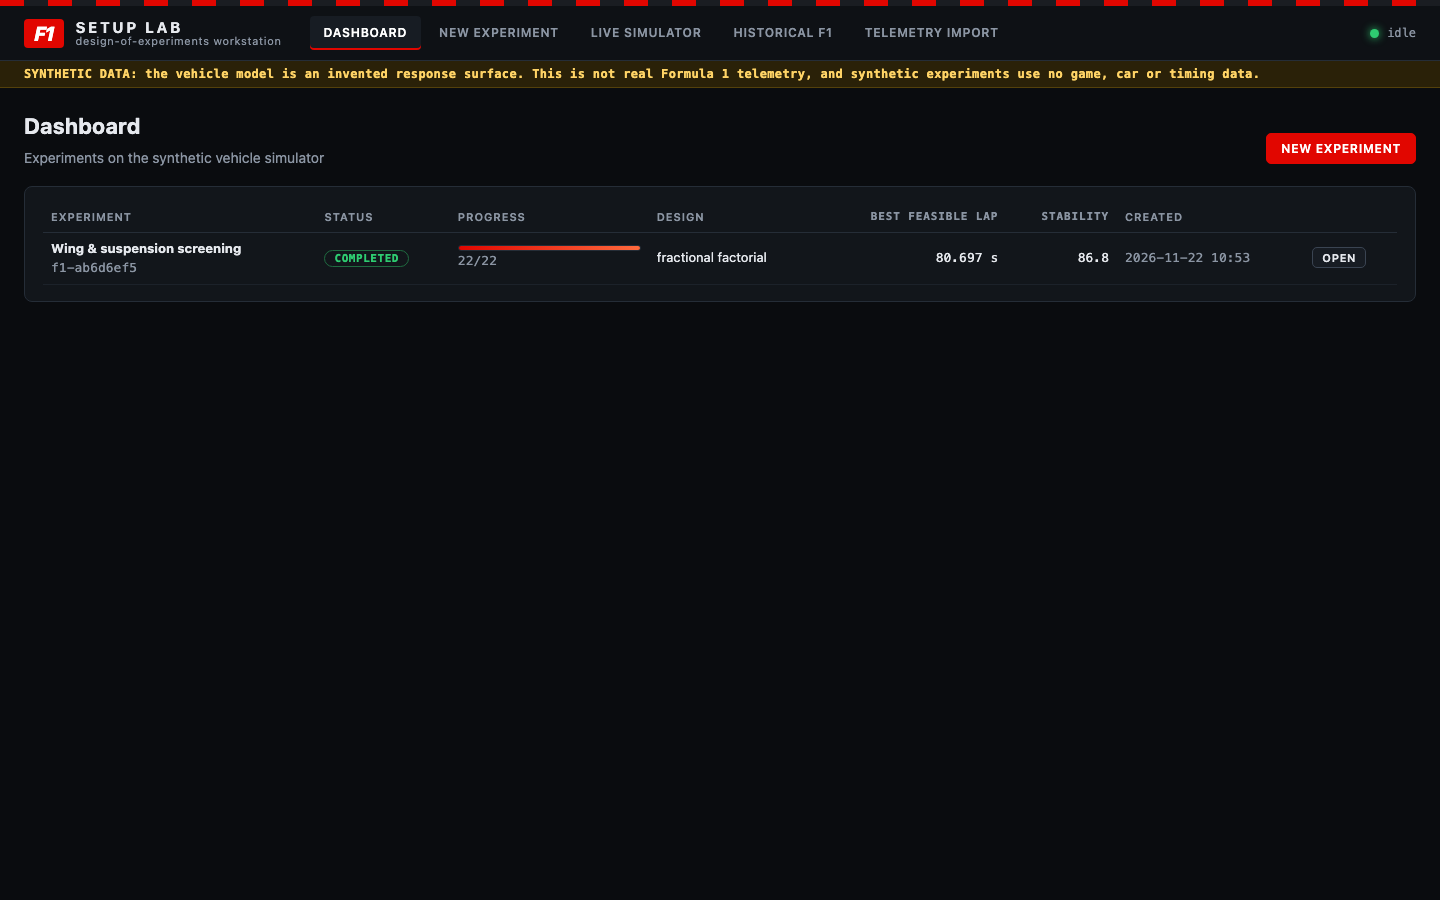 F1 SETUP LAB
design-of-experiments workstation
DASHBOARD NEW EXPERIMENT LIVE SIMULATOR HISTORICAL F1 TELEMETRY IMPORT
idle
SYNTHETIC DATA: the vehicle model is an invented response surface. This is not real Formula 1 telemetry, and synthetic experiments use no game, car or timing data.
Dashboard
Experiments on the synthetic vehicle simulator
NEW EXPERIMENT
EXPERIMENT STATUS PROGRESS DESIGN BEST FEASIBLE LAP STABILITY CREATED
Wing & suspension screening
f1-ab6d6ef5
COMPLETED
22/22
fractional factorial
80.697 s
86.8
2026-11-22 10:53
OPEN